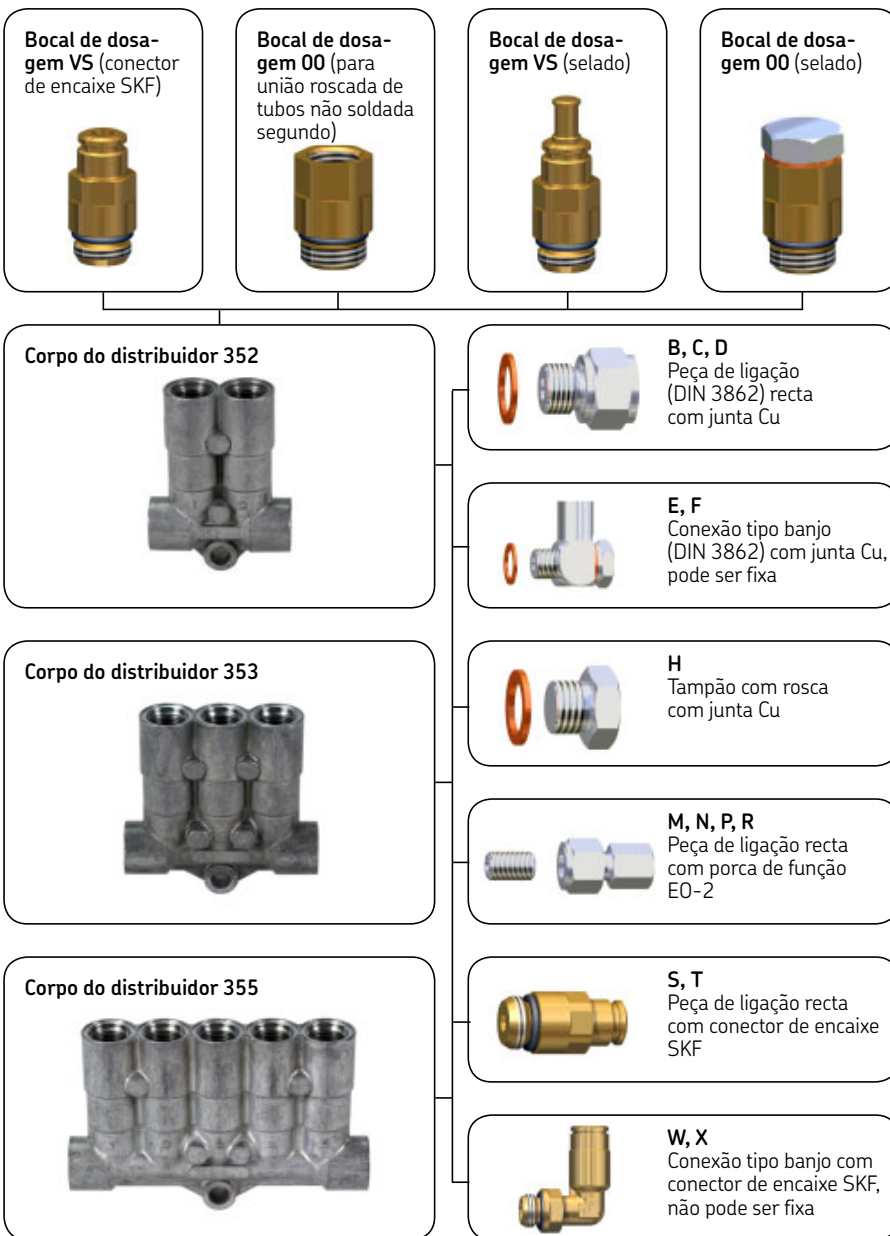 Bocal de dosa-
gem VS (conector
de encaixe SKF)
Bocal de dosa-
gem 00 (para
união roscada de
tubos não soldada
segundo)
Bocal de dosa-
gem VS (selado)
Bocal de dosa-
gem 00 (selado)
Corpo do distribuidor 352
Corpo do distribuidor 353
Corpo do distribuidor 355
B, C, D
Peça de ligação
(DIN 3862) recta
com junta Cu
E, F
Conexão tipo banjo
(DIN 3862) com junta Cu,
pode ser fixa
H
Tampão com rosca
com junta Cu
M, N, P, R
Peça de ligação recta
com porca de função
EO-2
S, T
Peça de ligação recta
com conector de encaixe
SKF
W, X
Conexão tipo banjo com
conector de encaixe SKF,
não pode ser fixa